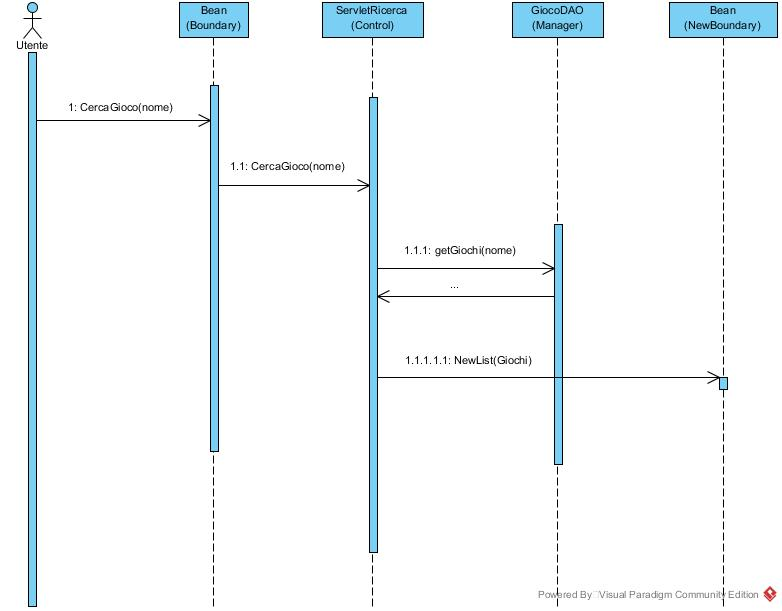 Utente
Bean
(Boundary)
ServletRicerca
(Control)
GiocoDAO
(Manager)
Bean
(NewBoundary)
1: CercaGioco(nome)
1.1: CercaGioco(nome)
1.1.1: getGiochi(nome)
...
1.1.1.1.1: NewList(Giochi)
Powered By Visual Paradigm Community Edition